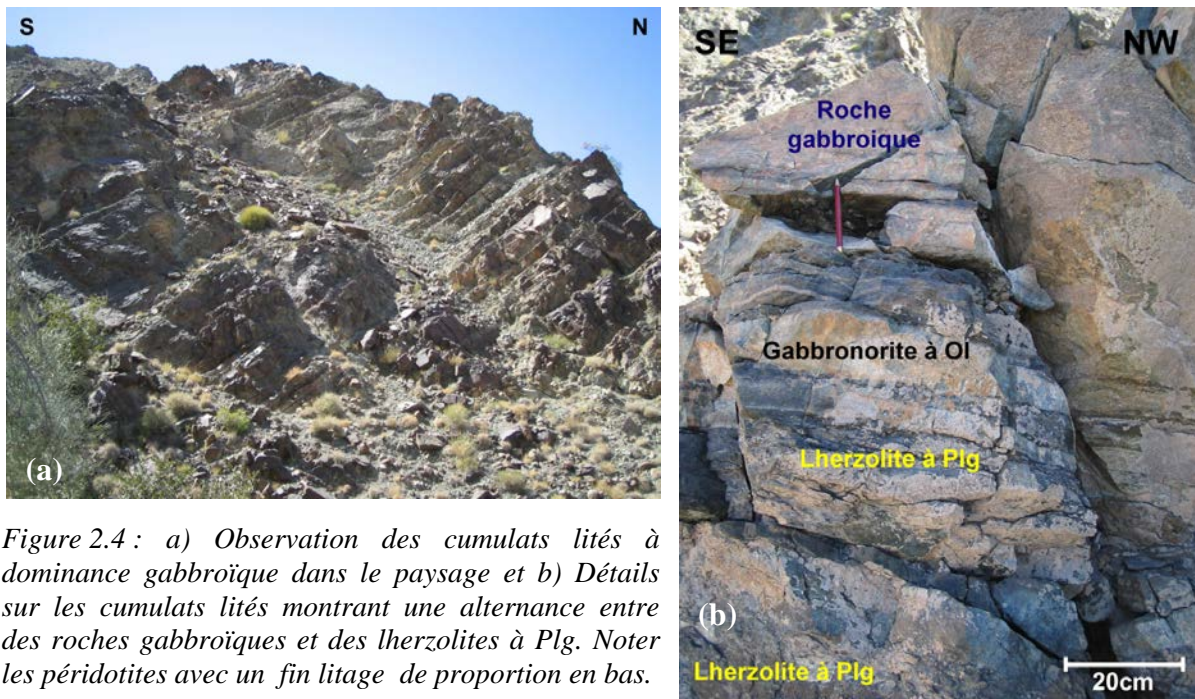 S
N
(a)
SE
NW
Roche
gabbroique
Gabbronorite à Ol
Lherzolite à Plg
Lherzolite à Plg
(b)
20cm
Figure 2.4 : a) Observation des cumulats lités à
dominance gabbroïque dans le paysage et b) Détails
sur les cumulats lités montrant une alternance entre
des roches gabbroïques et des lherzolites à Plg. Noter
les péridotites avec un fin litage de proportion en bas.